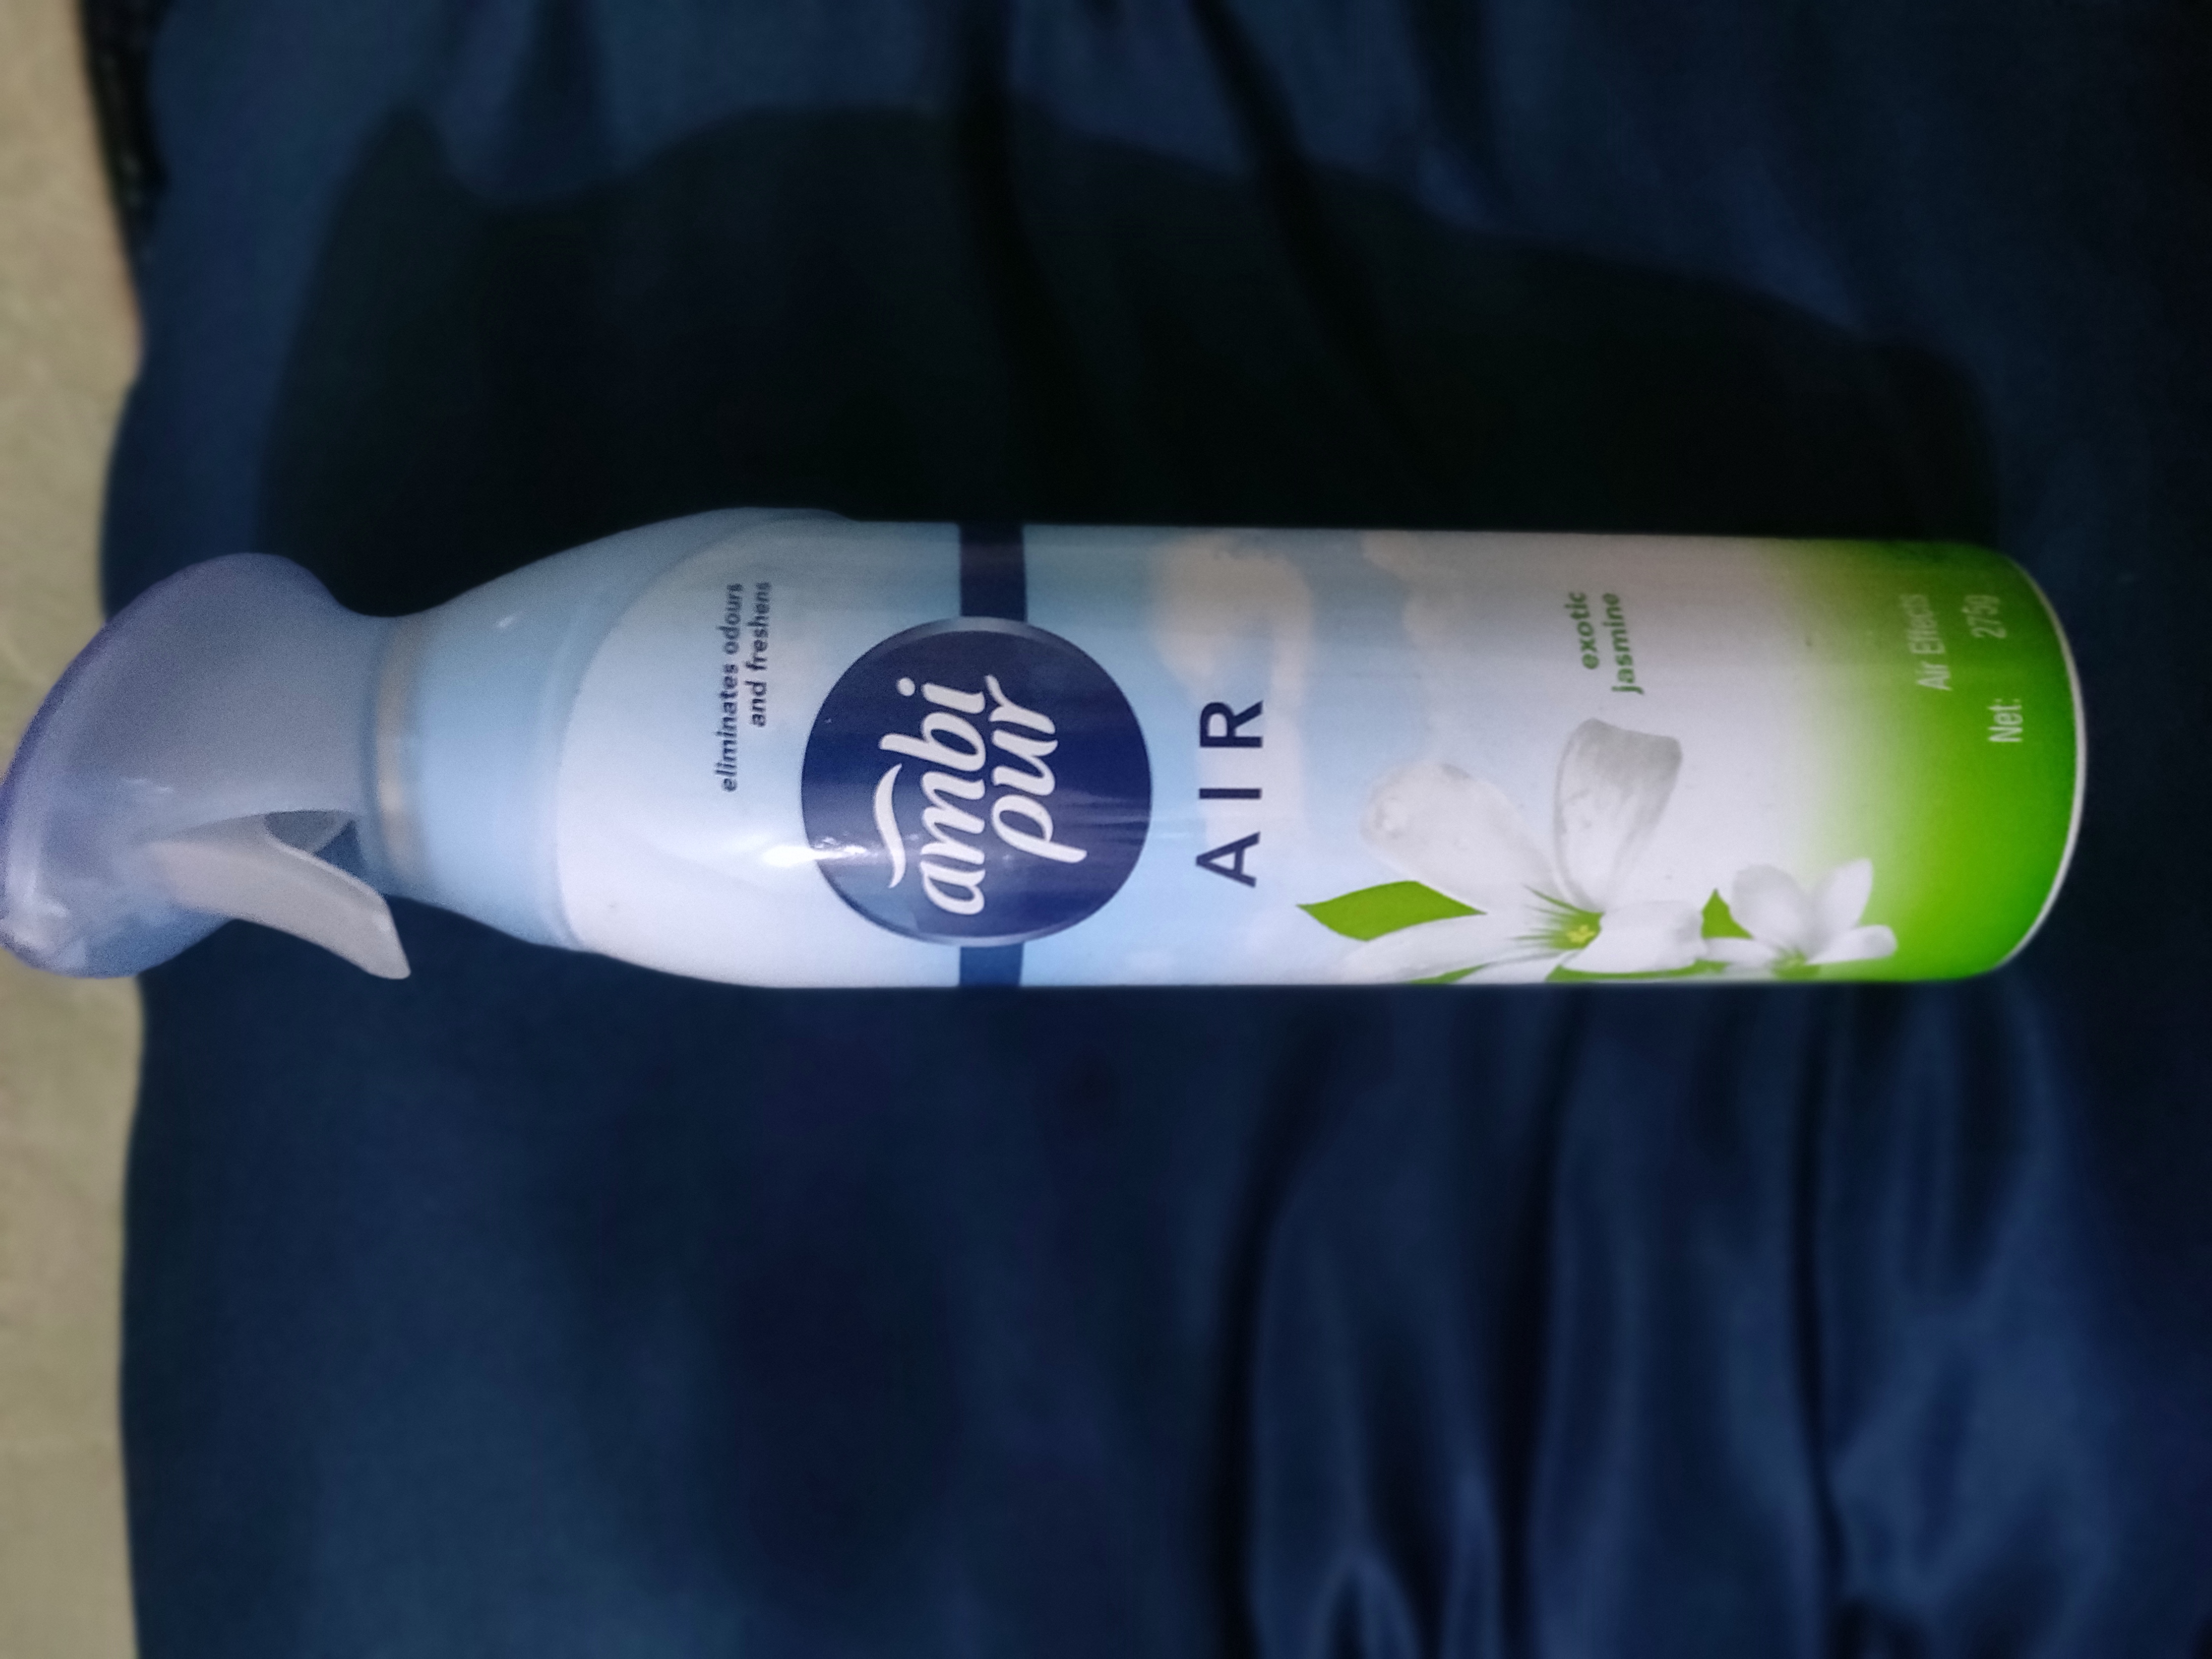 eliminates odours
and freshens
ambi
pur
AIR
exotic
jasmine
Air Effects
Net: 275g